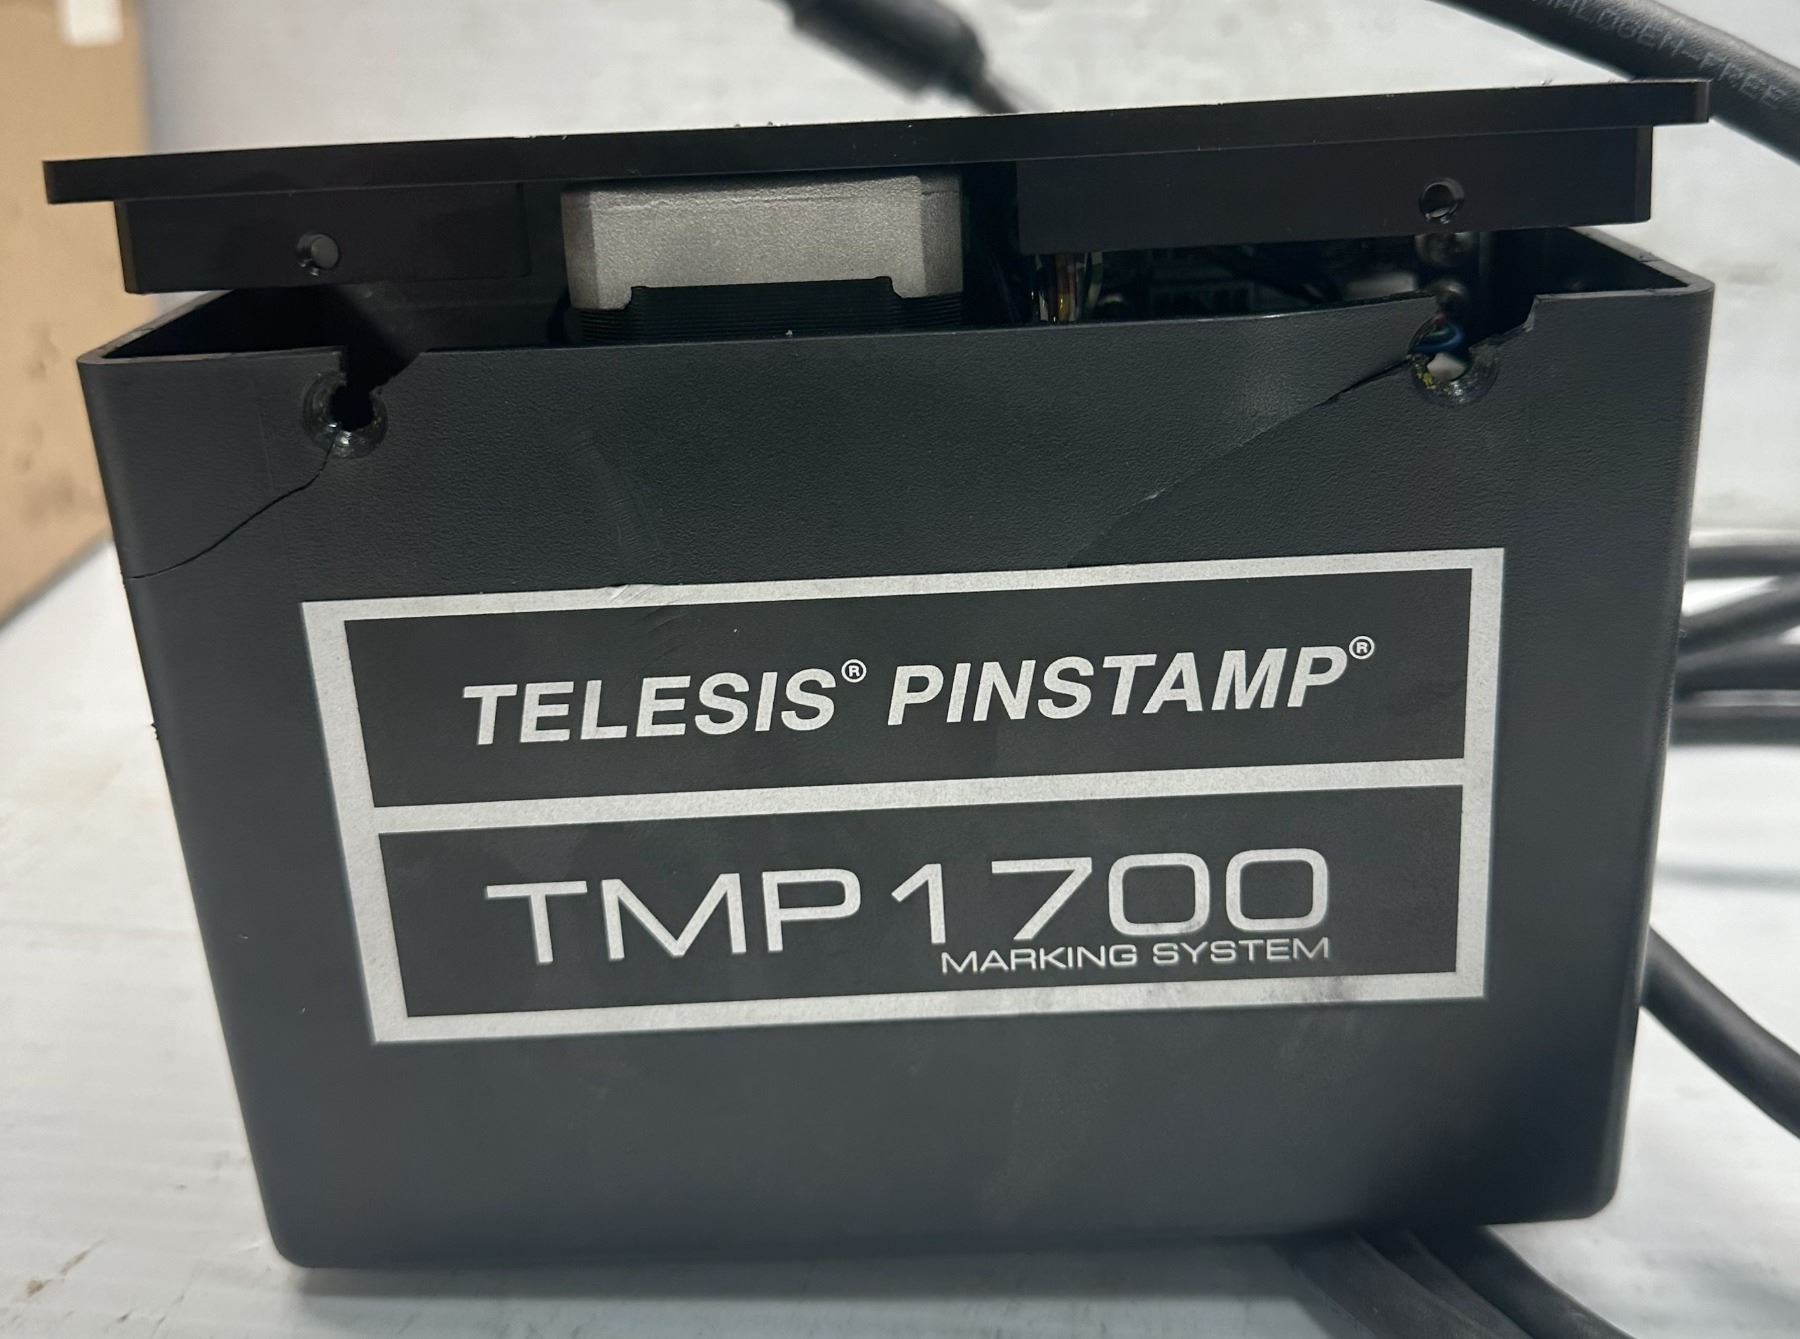 TELESIS® PINSTAMP®
TMP1700
MARKING SYSTEM